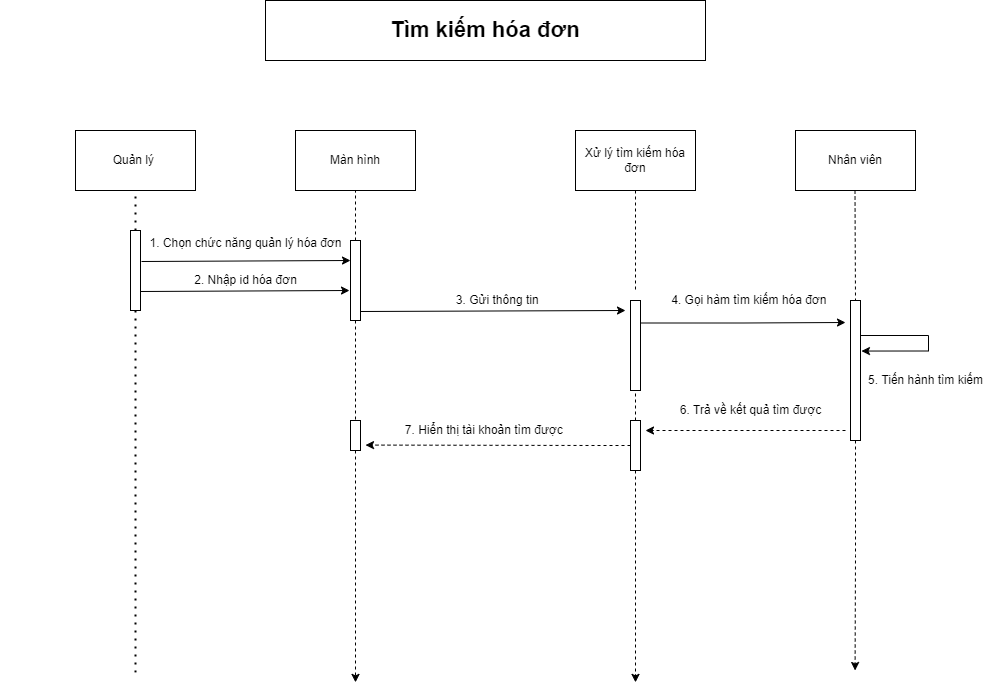 Tìm kiếm hóa đơn
Quản lý
Màn hình
Xử lý tìm kiếm hóa
đơn
Nhân viên
1. Chọn chức năng quản lý hóa đơn
2. Nhập id hóa đơn
3. Gửi thông tin
4. Gọi hàm tìm kiếm hóa đơn
5. Tiến hành tìm kiếm
6. Trả về kết quả tìm được
7. Hiển thị tài khoản tìm được